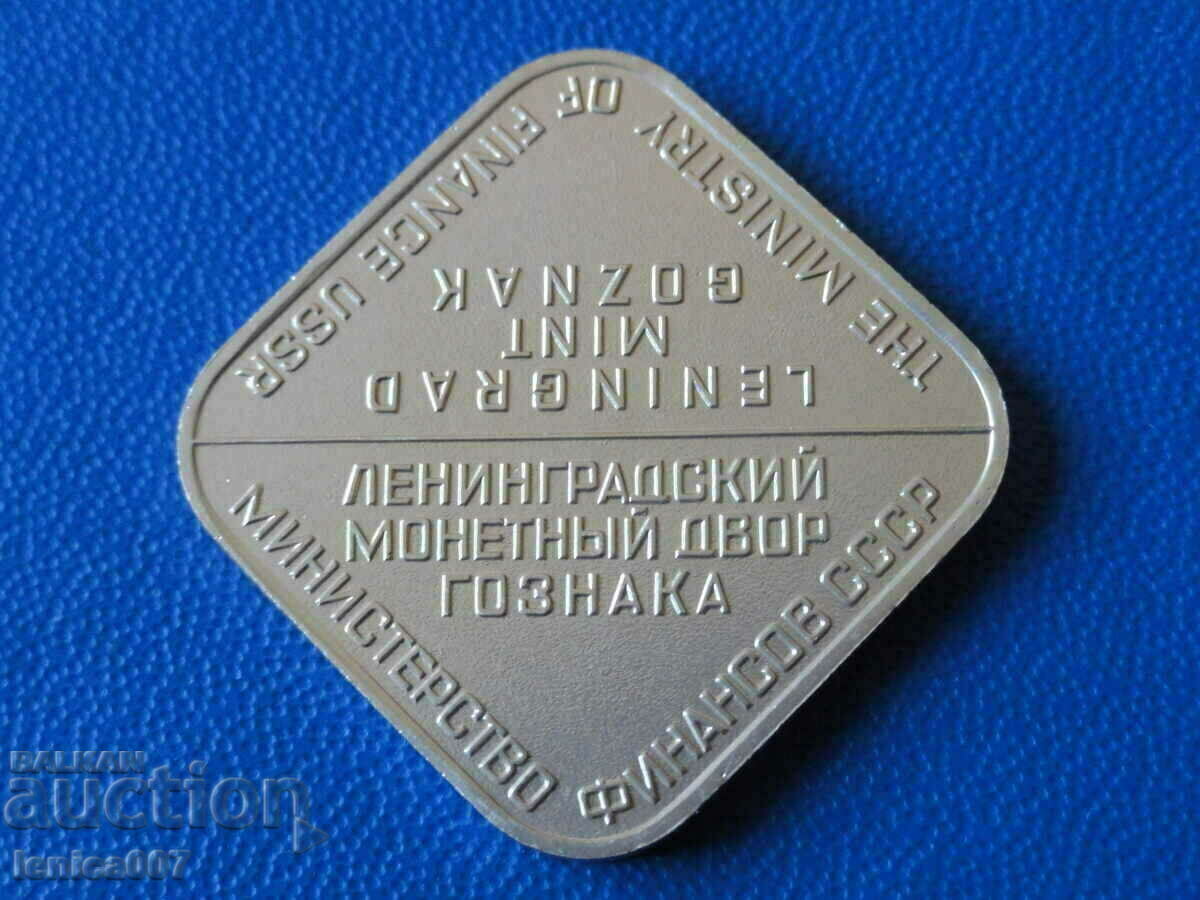 THE MINISTRY OF FINANCE USSR
LENINGRAD
MINT
GOZNAK
ЛЕНИНГРАДСКИЙ
МОНЕТНЫЙ ДВОР
ГОЗНАКА
МИНИСТЕРСТВО ФИНАНСОВ СССР
BALKAN
auction
lenica007